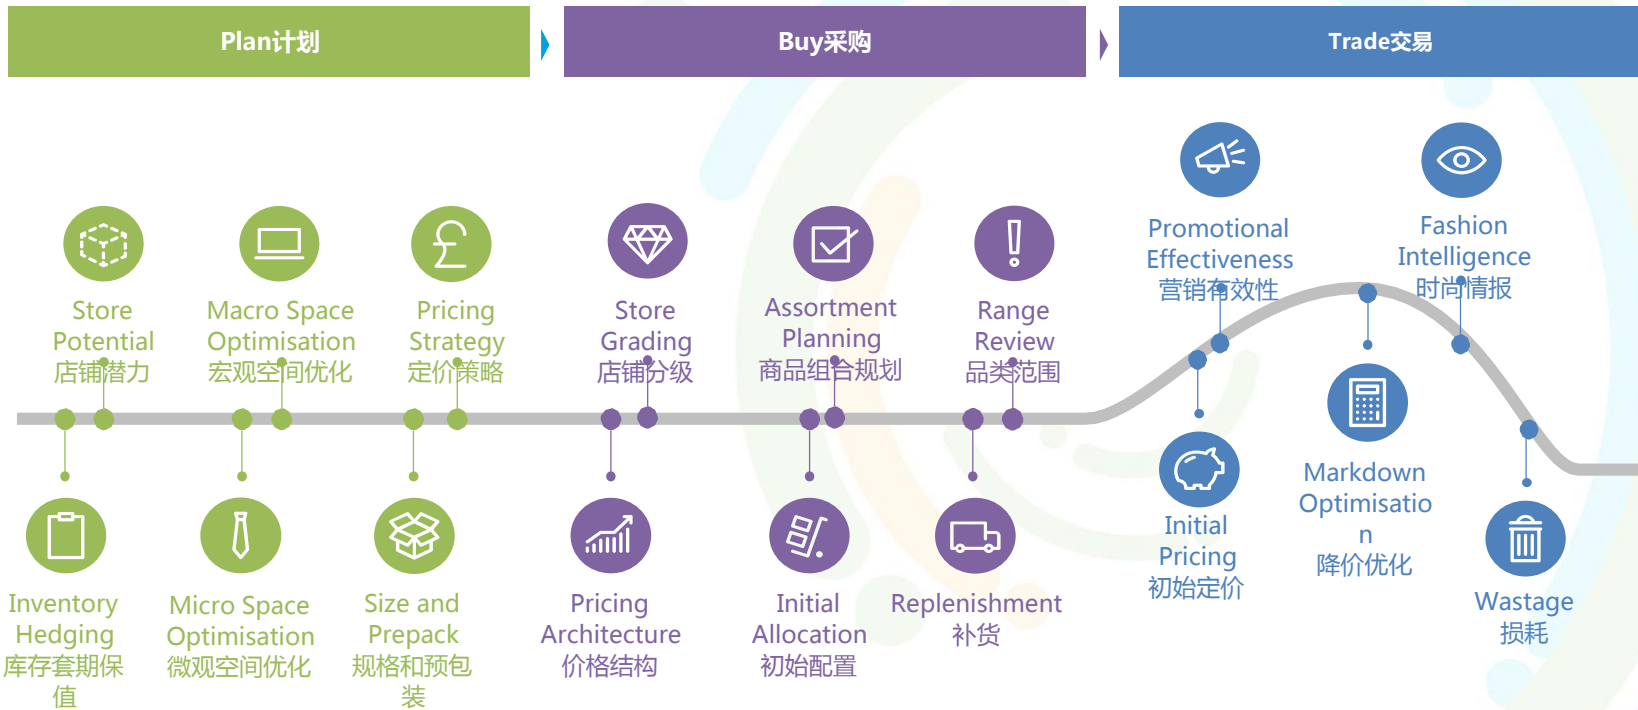 Plan计划
Buy采购
Trade交易
Store
Potential
店铺潜力
Macro Space
Optimisation
宏观空间优化
Pricing
Strategy
定价策略
Store
Grading
店铺分级
Assortment
Planning
商品组合规划
Range
Review
品类范围
Promotional
Effectiveness
营销有效性
Fashion
Intelligence
时尚情报
Inventory
Hedging
库存套期保
值
Micro Space
Optimisation
微观空间优化
Size and
Prepack
规格和预包
装
Pricing
Architecture
价格结构
Initial
Allocation
初始配置
Replenishment
补货
Initial
Pricing
初始定价
Markdown
Optimisatio
n
降价优化
Wastage
损耗